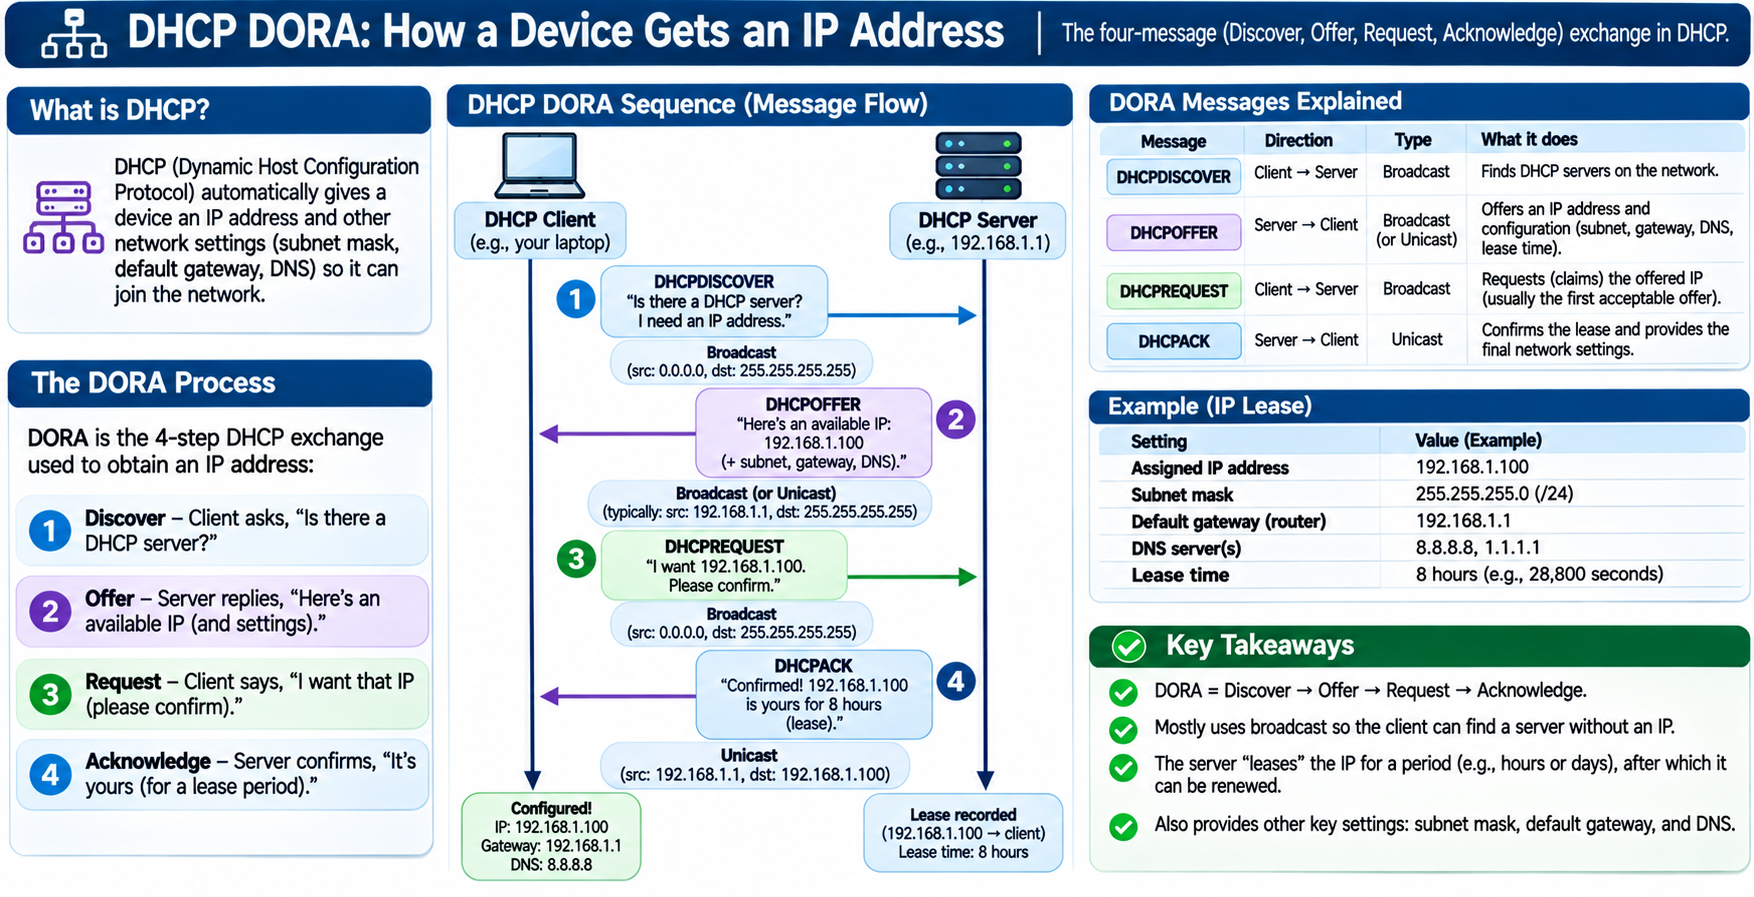 DHCP DORA: How a Device Gets an IP Address
The four-message (Discover, Offer, Request, Acknowledge) exchange in DHCP.
What is DHCP?
DHCP (Dynamic Host Configuration
Protocol) automatically gives a
device an IP address and other
network settings (subnet mask,
default gateway, DNS) so it can
join the network.
The DORA Process
DORA is the 4-step DHCP exchange
used to obtain an IP address:
1
Discover – Client asks, “Is there a
DHCP server?”
2
Offer – Server replies, “Here’s an
available IP (and settings).”
3
Request – Client says, “I want that IP
(please confirm).”
4
Acknowledge – Server confirms, “It’s
yours (for a lease period).”
DHCP DORA Sequence (Message Flow)
DHCP Client
(e.g., your laptop)
DHCP Server
(e.g., 192.168.1.1)
1
DHCPDISCOVER
“Is there a DHCP server?
I need an IP address.”
Broadcast
(src: 0.0.0.0, dst: 255.255.255.255)
DHCPOFFER
“Here’s an available IP:
192.168.1.100
(+ subnet, gateway, DNS).”
2
Broadcast (or Unicast)
(typically: src: 192.168.1.1, dst: 255.255.255.255)
3
DHCPREQUEST
“I want 192.168.1.100.
Please confirm.”
Broadcast
(src: 0.0.0.0, dst: 255.255.255.255)
DHCPACK
“Confirmed! 192.168.1.100
is yours for 8 hours
(lease).”
4
Unicast
(src: 192.168.1.1, dst: 192.168.1.100)
Configured!
IP: 192.168.1.100
Gateway: 192.168.1.1
DNS: 8.8.8.8
Lease recorded
(192.168.1.100 → client)
Lease time: 8 hours
DORA Messages Explained
Message Direction Type What it does
DHCPDISCOVER Client → Server Broadcast Finds DHCP servers on the network.
DHCPOFFER Server → Client Broadcast
(or Unicast)
Offers an IP address and
configuration (subnet, gateway, DNS,
lease time).
DHCPREQUEST Client → Server Broadcast Requests (claims) the offered IP
(usually the first acceptable offer).
DHCPACK Server → Client Unicast Confirms the lease and provides the
final network settings.
Example (IP Lease)
Setting Value (Example)
Assigned IP address 192.168.1.100
Subnet mask 255.255.255.0 (/24)
Default gateway (router) 192.168.1.1
DNS server(s) 8.8.8.8, 1.1.1.1
Lease time 8 hours (e.g., 28,800 seconds)
Key Takeaways
DORA = Discover → Offer → Request → Acknowledge.
Mostly uses broadcast so the client can find a server without an IP.
The server “leases” the IP for a period (e.g., hours or days), after which it
can be renewed.
Also provides other key settings: subnet mask, default gateway, and DNS.